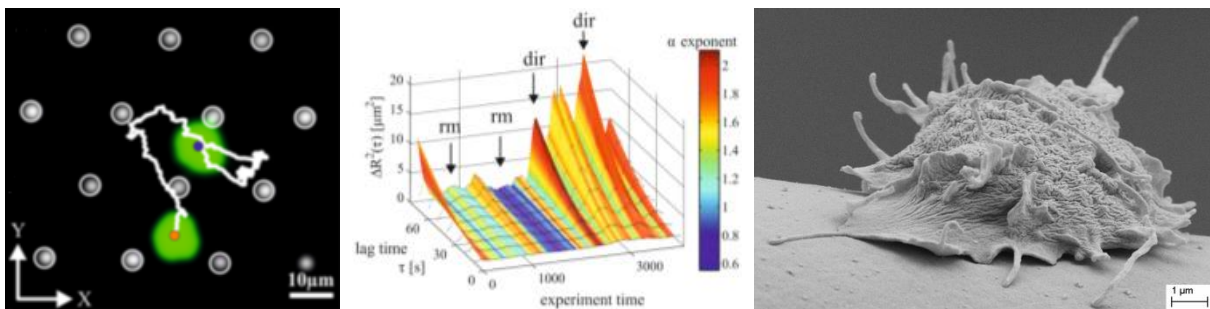 Y
X
10μm
dir
dir
rm
rm
α exponent
ΔR²(τ) [μm²]
20
15
10
5
0
lag time
τ [s]
60
30
0
0
1000
3000
experiment time
2
1.8
1.6
1.4
1.2
1
0.8
0.6
1 μm